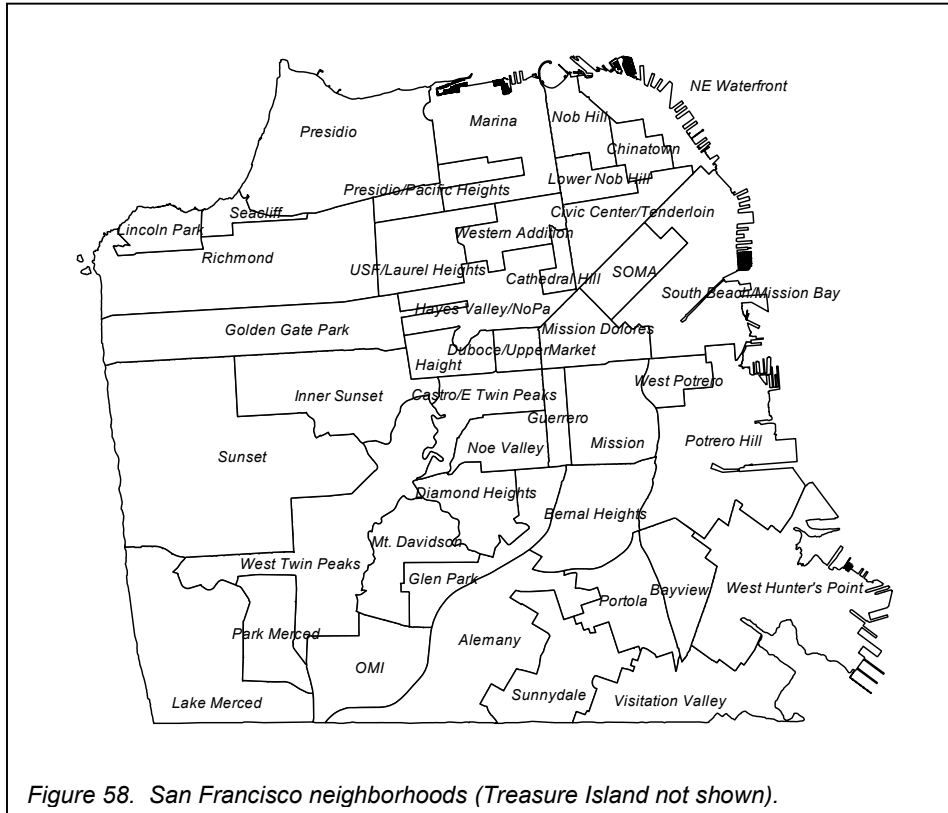 NE Waterfront
Marina
Nob Hill
Presidio
Chinatown
Lower Nob Hill
Presidio/Pacific Heights
Seacliff
Civic Center/Tenderloin
Lincoln Park
Western Addition
Richmond
USF/Laurel Heights
Cathedral Hill
SOMA
South Beach/Mission Bay
Hayes Valley/NoPa
Golden Gate Park
Mission Dolores
Duboce/UpperMarket
Haight
West Potrero
Inner Sunset
Castro/E Twin Peaks
Guerrero
Noe Valley
Mission
Potrero Hill
Sunset
Diamond Heights
Bernal Heights
Mt. Davidson
West Twin Peaks
Glen Park
Bayview
West Hunter's Point
Portola
Park Merced
Alemany
OMI
Lake Merced
Sunnydale
Visitation Valley
Figure 58. San Francisco neighborhoods (Treasure Island not shown).